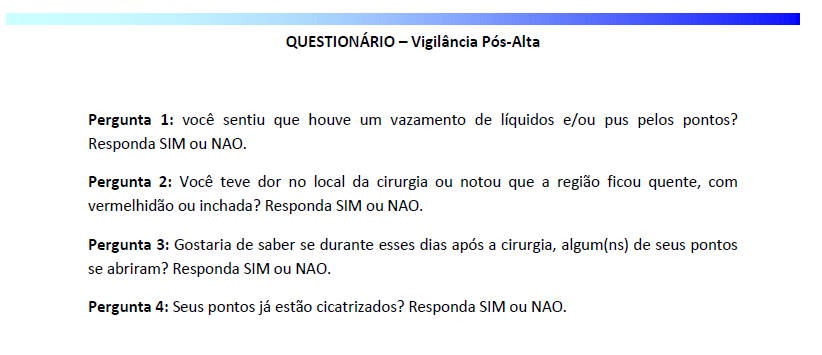 QUESTIONÁRIO – Vigilância Pós-Alta
Pergunta 1: você sentiu que houve um vazamento de líquidos e/ou pus pelos pontos?
Responda SIM ou NAO.
Pergunta 2: Você teve dor no local da cirurgia ou notou que a região ficou quente, com
vermelhidão ou inchada? Responda SIM ou NAO.
Pergunta 3: Gostaria de saber se durante esses dias após a cirurgia, algum(ns) de seus pontos
se abriram? Responda SIM ou NAO.
Pergunta 4: Seus pontos já estão cicatrizados? Responda SIM ou NAO.